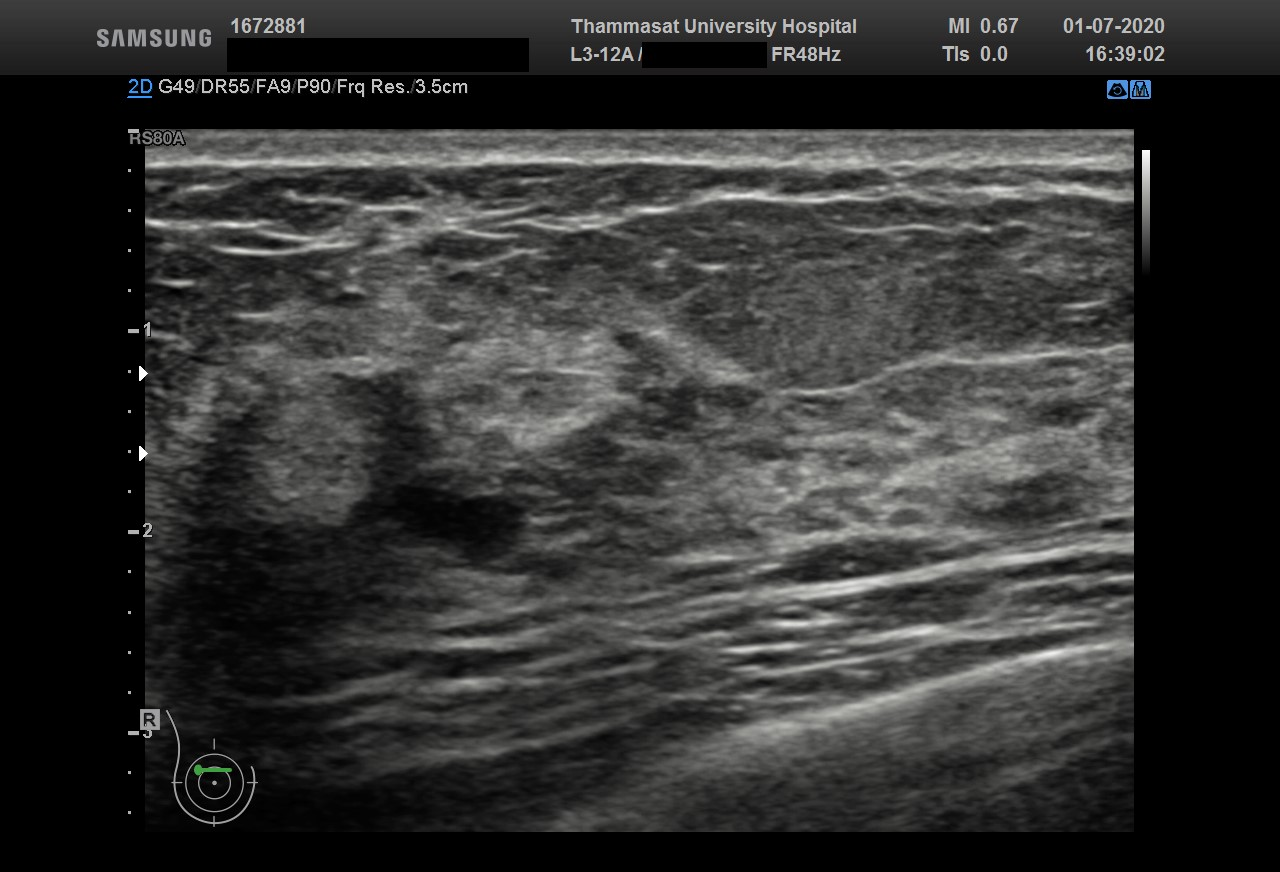 SAMSUNG
1672881
Thammasat University Hospital
MI 0.67
01-07-2020
L3-12A /
FR48Hz
TIs 0.0
16:39:02
2D G49/DR55/FA9/P90/Frq Res./3.5cm
RS80A
1
2
R
3